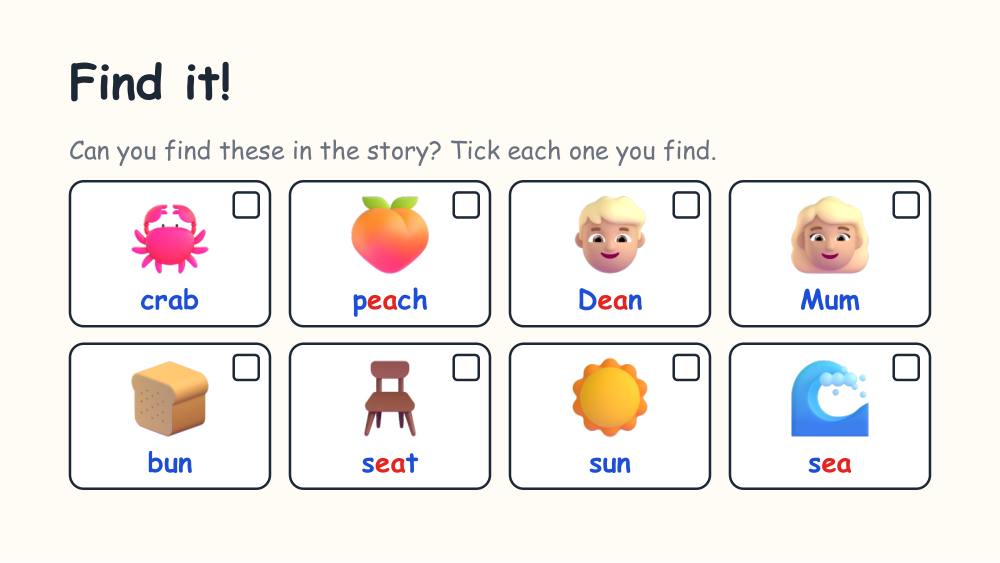 Find it!
Can you find these in the story? Tick each one you find.
crab
peach
Dean
Mum
bun
seat
sun
sea